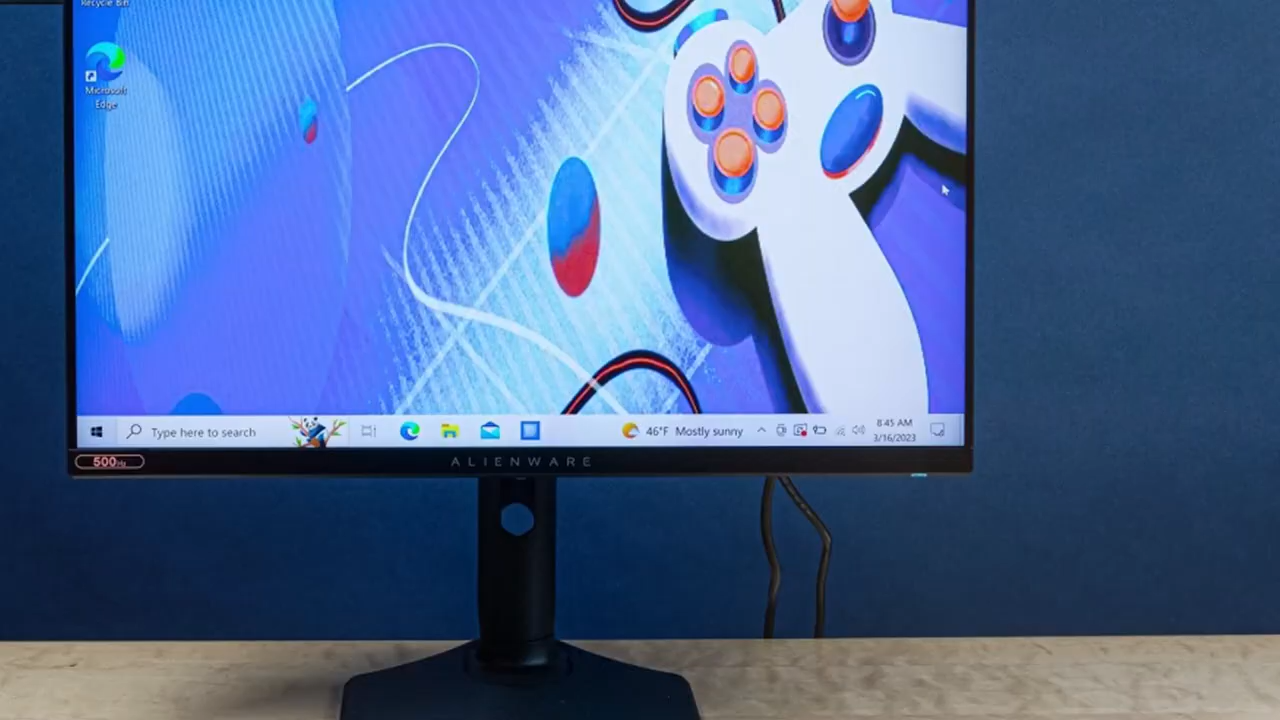 Recycle Bin
Microsoft
Edge
Type here to search
46°F Mostly sunny
8:45 AM
3/16/2023
500Hz
ALIENWARE